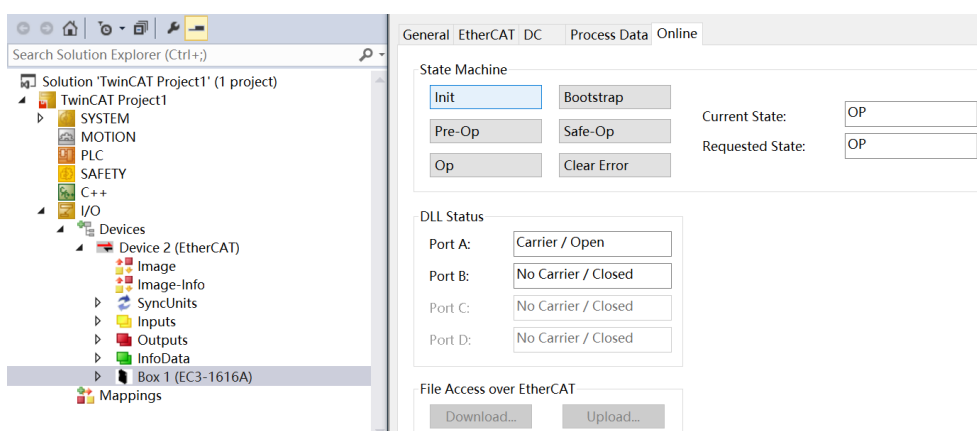 Search Solution Explorer (Ctrl+;)
Solution 'TwinCAT Project1' (1 project)
TwinCAT Project1
SYSTEM
MOTION
PLC
SAFETY
C++
I/O
Devices
Device 2 (EtherCAT)
Image
Image-Info
SyncUnits
Inputs
Outputs
InfoData
Box 1 (EC3-1616A)
Mappings
General EtherCAT DC Process Data Online
State Machine
Init Bootstrap
Pre-Op Safe-Op
Op Clear Error
Current State: OP
Requested State: OP
DLL Status
Port A: Carrier / Open
Port B: No Carrier / Closed
Port C: No Carrier / Closed
Port D: No Carrier / Closed
File Access over EtherCAT
Download... Upload...